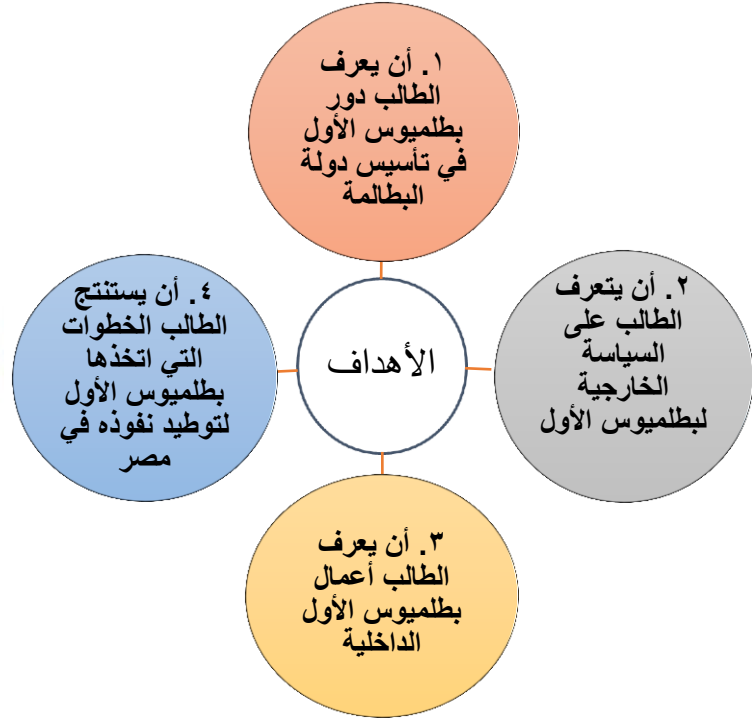 الأهداف
١. أن يعرف
الطالب دور
بطلميوس الأول
في تأسيس دولة
البطالمة
٢. أن يتعرف
الطالب على
السياسة
الخارجية
لبطلميوس الأول
٣. أن يعرف
الطالب أعمال
بطلميوس الأول
الداخلية
٤. أن يستنتج
الطالب الخطوات
التي اتخذها
بطلميوس الأول
لتوطيد نفوذه في
مصر